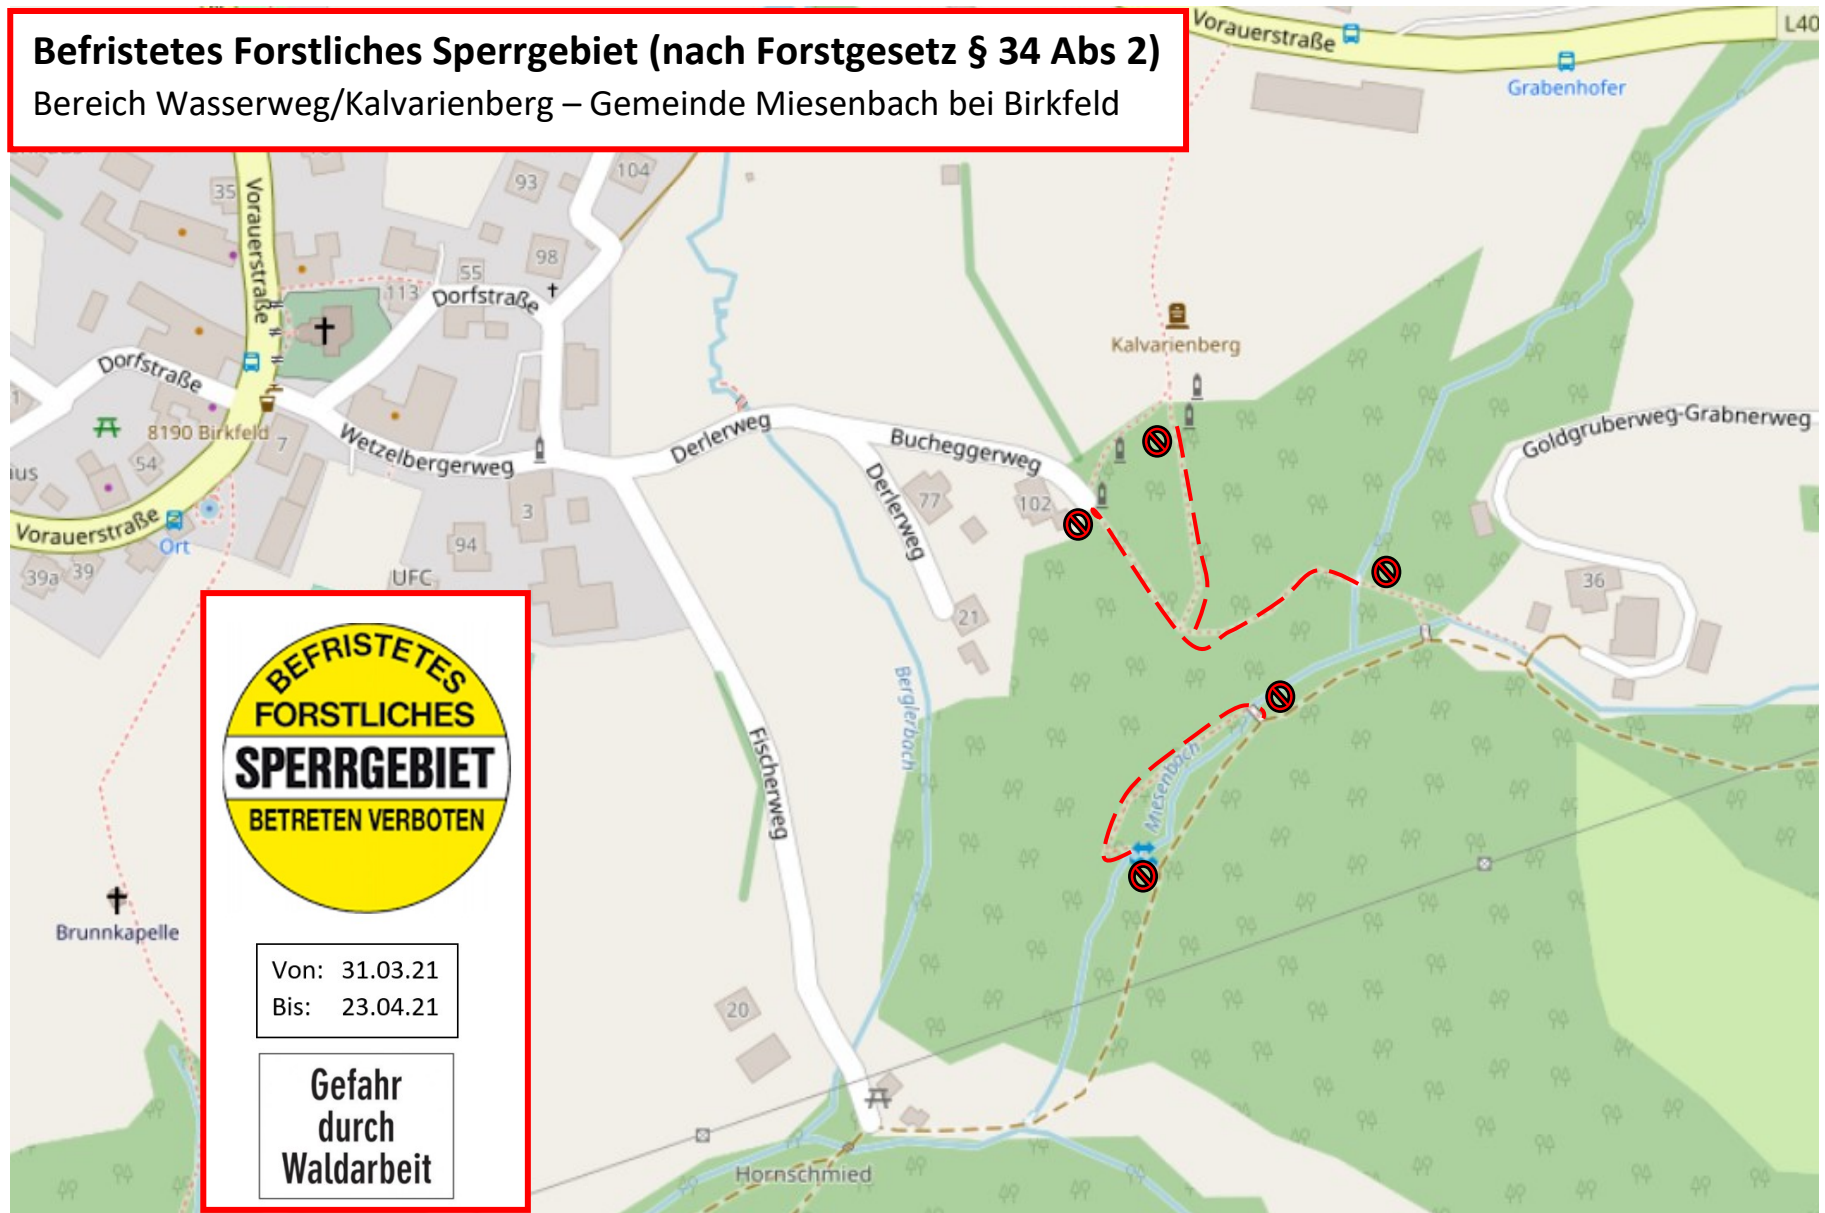 Befristetes Forstliches Sperrgebiet (nach Forstgesetz § 34 Abs 2)
Bereich Wasserweg/Kalvarienberg – Gemeinde Miesenbach bei Birkfeld
Vorauerstraße
L40
Grabenhofer
35
Vorauerstraße
93
104
98
55
113
Dorfstraße
Dorfstraße
Kalvarienberg
8190 Birkfeld
7
54
Wetzelbergerweg
Derlerweg
Bucheggerweg
Derlerweg
Goldgruberweg-Grabnerweg
77
102
3
94
Vorauerstraße
Ort
39a
39
UFC
36
21
Berglerbach
Fischerweg
Miesenbach
Brunnkapelle
20
Hornschmied
BEFRISTETES
FORSTLICHES
SPERRGEBIET
BETRETEN VERBOTEN
Von: 31.03.21
Bis: 23.04.21
Gefahr
durch
Waldarbeit